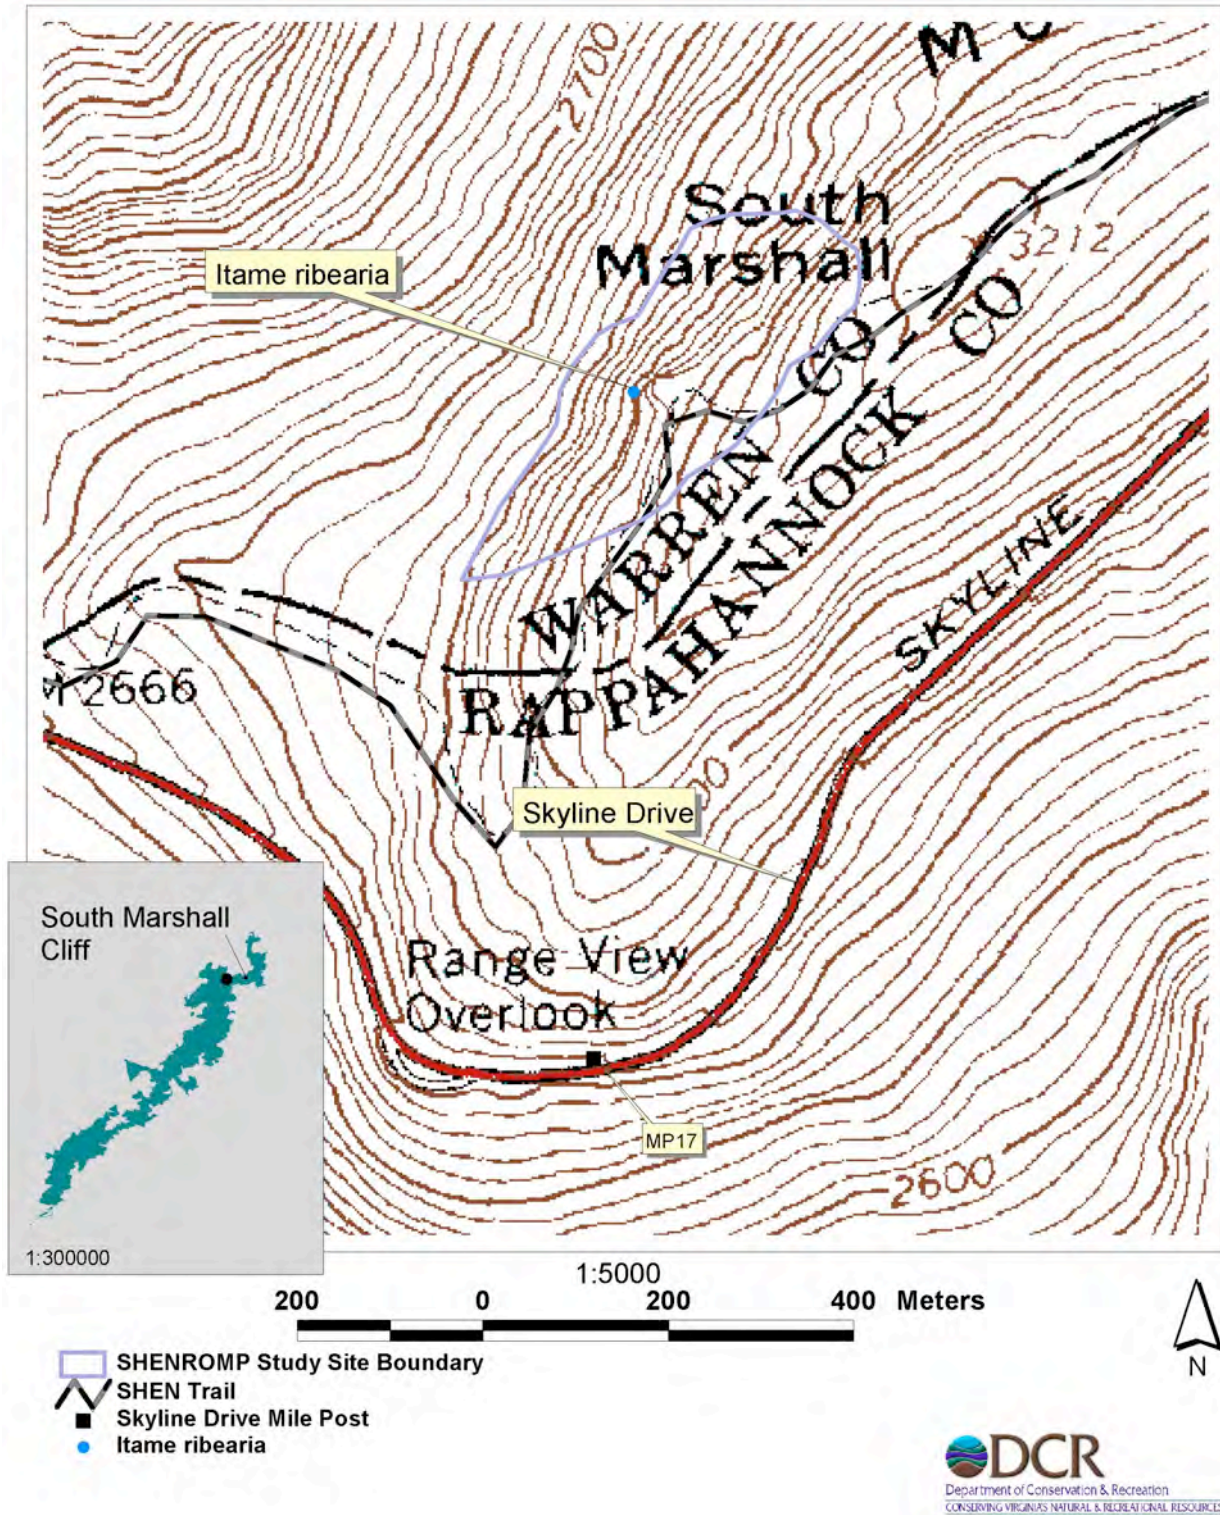 M
2100
South
Marshall
3212
Itame ribearia
WARREN CO
RAPPAHANNOCK CO
SKYLINE
2666
Skyline Drive
Range View
Overlook
MP17
2600
South Marshall
Cliff
1:300000
1:5000
200 0 200 400 Meters
SHENROMP Study Site Boundary
SHEN Trail
Skyline Drive Mile Post
Itame ribearia
N
DCR
Department of Conservation & Recreation
CONSERVING VIRGINIA'S NATURAL & RECREATIONAL RESOURCES